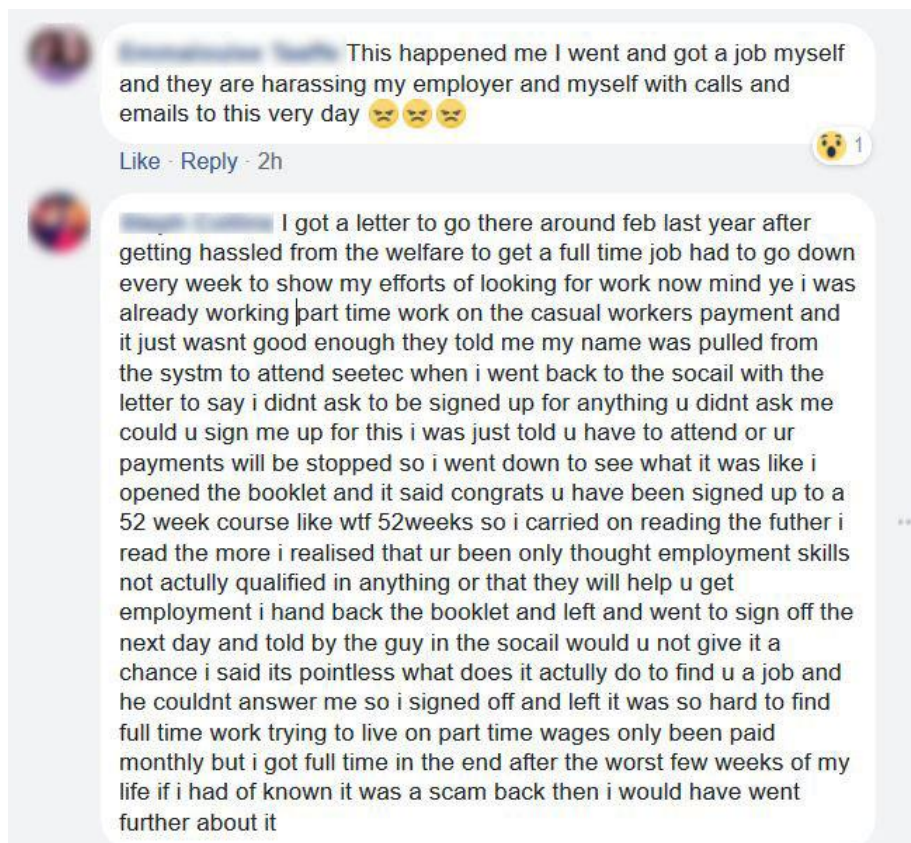 This happened me I went and got a job myself
and they are harassing my employer and myself with calls and
emails to this very day 😠😠😠
1
Like · Reply · 2h
I got a letter to go there around feb last year after
getting hassled from the welfare to get a full time job had to go down
every week to show my efforts of looking for work now mind ye i was
already working part time work on the casual workers payment and
it just wasnt good enough they told me my name was pulled from
the systm to attend seetec when i went back to the socail with the
letter to say i didnt ask to be signed up for anything u didnt ask me
could u sign me up for this i was just told u have to attend or ur
payments will be stopped so i went down to see what it was like i
opened the booklet and it said congrats u have been signed up to a
52 week course like wtf 52weeks so i carried on reading the futher i
read the more i realised that ur been only thought employment skills
not actully qualified in anything or that they will help u get
employment i hand back the booklet and left and went to sign off the
next day and told by the guy in the socail would u not give it a
chance i said its pointless what does it actully do to find u a job and
he couldnt answer me so i signed off and left it was so hard to find
full time work trying to live on part time wages only been paid
monthly but i got full time in the end after the worst few weeks of my
life if i had of known it was a scam back then i would have went
further about it